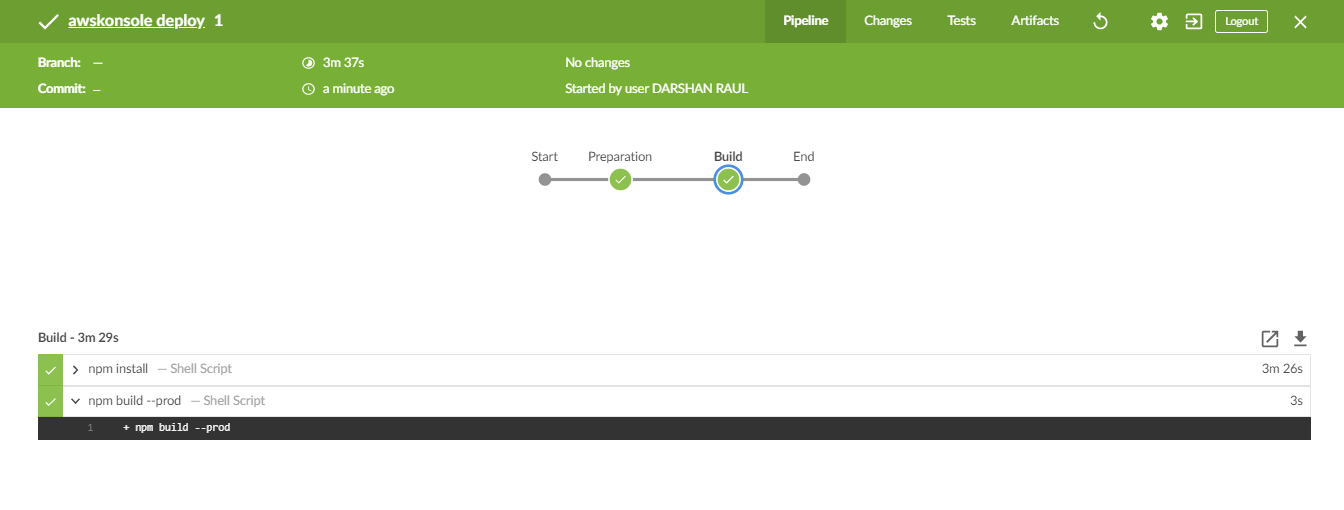 awskonsole deploy 1 Pipeline Changes Tests Artifacts Logout
Branch: — 3m 37s No changes
Commit: – a minute ago Started by user DARSHAN RAUL
Start Preparation Build End
Build - 3m 29s
npm install — Shell Script 3m 26s
npm build --prod — Shell Script 3s
1 + npm build --prod